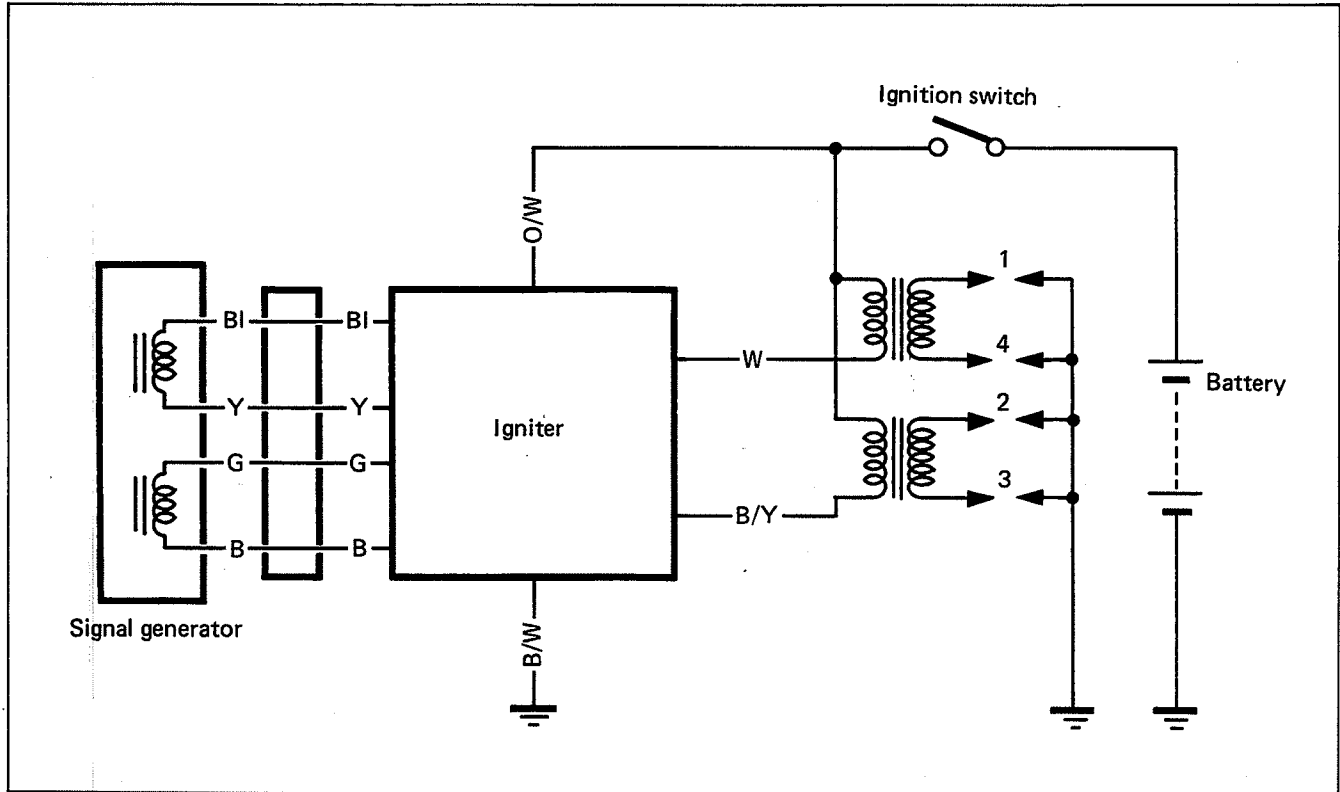 Ignition switch
O/W
1
Bl
Bl
W
4
Battery
Y
Y
2
Igniter
G
G
3
B/Y
B
B
Signal generator
B/W